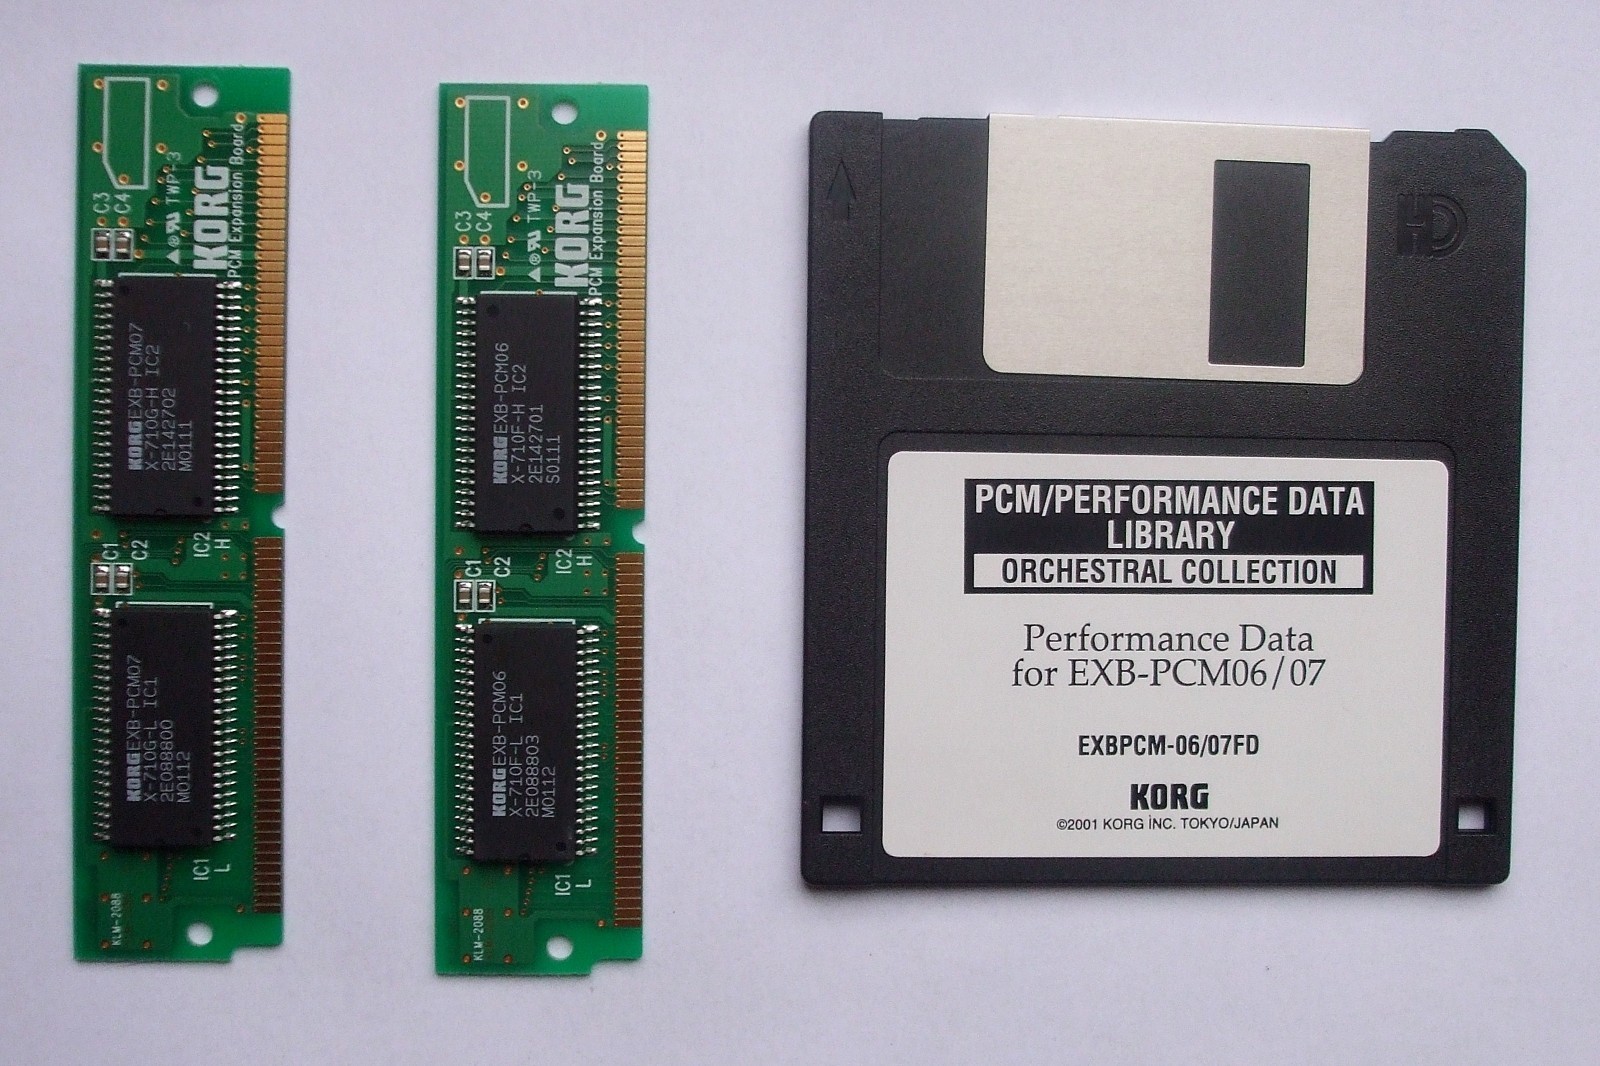 C3
C4
TWP-3
KORG
PCM Expansion Board
KORG EXB-PCM07
X-710G-H IC2
2E142702
M0111
C1
C2
IC2
H
KORG EXB-PCM07
X-710G-L IC1
2E088800
M0112
IC1
L
KLM-2088
C3
C4
TWP-3
KORG
PCM Expansion Board
KORG EXB-PCM06
X-710F-H IC2
2E142701
S01111
C1
C2
IC2
H
KORG EXB-PCM06
X-710F-L IC1
2E088803
M0112
IC1
L
KLM-2088
HD
PCM/PERFORMANCE DATA
LIBRARY
ORCHESTRAL COLLECTION
Performance Data
for EXB-PCM06/07
EXBPCM-06/07FD
KORG
©2001 KORG INC. TOKYO/JAPAN